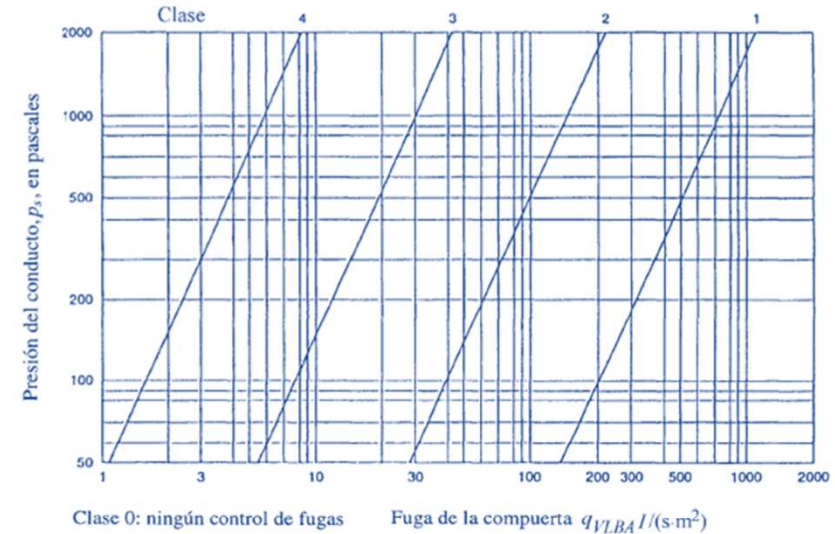 Clase 4 3 2 1
Presión del conducto, pₛ, en pascales
2000
1000
500
200
100
50
1 3 10 30 100 200 300 500 1000 2000
Clase 0: ningún control de fugas
Fuga de la compuerta q_VLBA l/(s·m²)